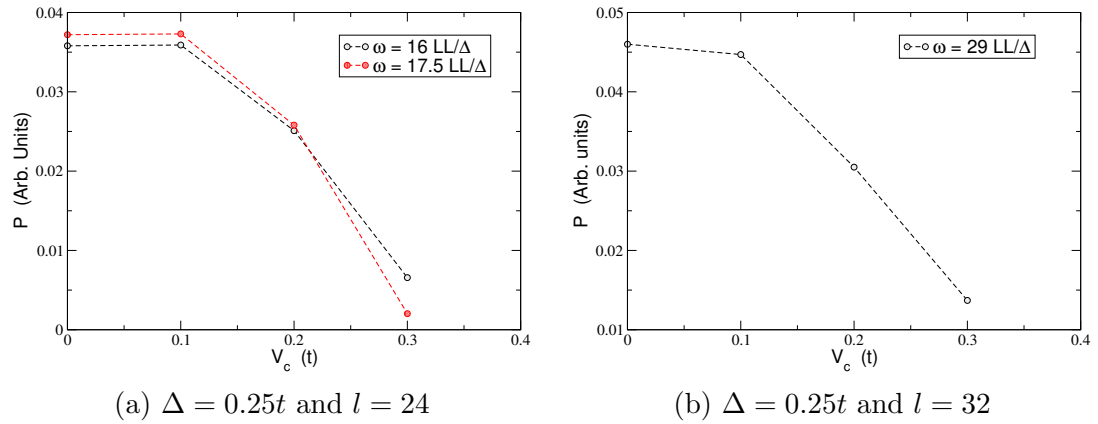 0.04
0.03
0.02
0.01
0
P (Arb. Units)
ω = 16 LL/Δ
ω = 17.5 LL/Δ
0 0.1 0.2 0.3 0.4
V_c (t)
(a) Δ = 0.25t and l = 24
0.05
0.04
0.03
0.02
0.01
P (Arb. units)
ω = 29 LL/Δ
0 0.1 0.2 0.3 0.4
V_c (t)
(b) Δ = 0.25t and l = 32